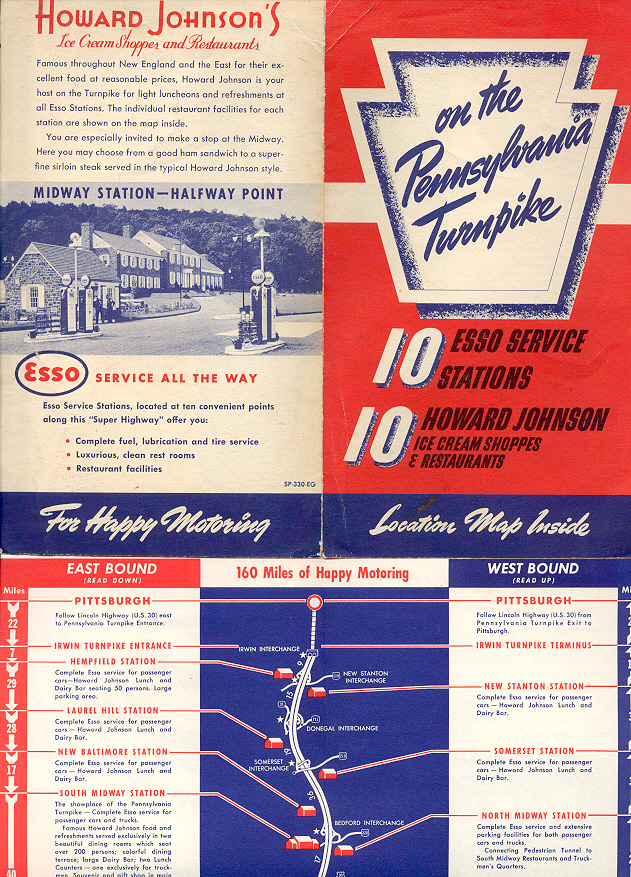 HOWARD JOHNSON'S
Ice Cream Shoppes and Restaurants
Famous throughout New England and the East for their ex-
cellent food at reasonable prices, Howard Johnson is your
host on the Turnpike for light luncheons and refreshments at
all Esso Stations. The individual restaurant facilities for each
station are shown on the map inside.
You are especially invited to make a stop at the Midway.
Here you may choose from a good ham sandwich to a super-
fine sirloin steak served in the typical Howard Johnson style.
MIDWAY STATION—HALFWAY POINT
Esso SERVICE ALL THE WAY
Esso Service Stations, located at ten convenient points
along this "Super Highway" offer you:
• Complete fuel, lubrication and tire service
• Luxurious, clean rest rooms
• Restaurant facilities
SP-330-EG
For Happy Motoring
on the
Pennsylvania
Turnpike
10 ESSO SERVICE
STATIONS
10 HOWARD JOHNSON
ICE CREAM SHOPPES
& RESTAURANTS
Location Map Inside
EAST BOUND
(READ DOWN)
Miles
PITTSBURGH
Follow Lincoln Highway (U.S. 30) east
to Pennsylvania Turnpike Entrance.
22
IRWIN TURNPIKE ENTRANCE
7
HEMPFIELD STATION
Complete Esso service for passenger
cars—Howard Johnson Lunch and
Dairy Bar seating 50 persons. Large
parking area.
29
LAUREL HILL STATION
Complete Esso service for passenger
cars — Howard Johnson Lunch and
Dairy Bar.
28
NEW BALTIMORE STATION
Complete Esso service for passenger
cars — Howard Johnson Lunch and
Dairy Bar.
17
SOUTH MIDWAY STATION
The showplace of the Pennsylvania
Turnpike — Complete Esso service for
passenger cars and trucks.
Famous Howard Johnson food and
refreshments served exclusively in two
beautiful dining rooms which seat
over 200 persons; colorful dining
terrace; large Dairy Bar; two Lunch
Counters — one exclusively for truck-
men. Souvenir and gift shop in main
40
160 Miles of Happy Motoring
IRWIN INTERCHANGE
9
NEW STANTON
INTERCHANGE
15
DONEGAL INTERCHANGE
SOMERSET
INTERCHANGE
36
BEDFORD INTERCHANGE
17
WEST BOUND
(READ UP)
PITTSBURGH
Follow Lincoln Highway (U.S. 30) from
Pennsylvania Turnpike Exit to
Pittsburgh.
IRWIN TURNPIKE TERMINUS
NEW STANTON STATION
Complete Esso service for passenger
cars — Howard Johnson Lunch and
Dairy Bar.
SOMERSET STATION
Complete Esso service for passenger
cars — Howard Johnson Lunch and
Dairy Bar.
NORTH MIDWAY STATION
Complete Esso service and extensive
parking facilities for both passenger
cars and trucks.
Connecting Pedestrian Tunnel to
South Midway Restaurants and Truck-
men's Quarters.